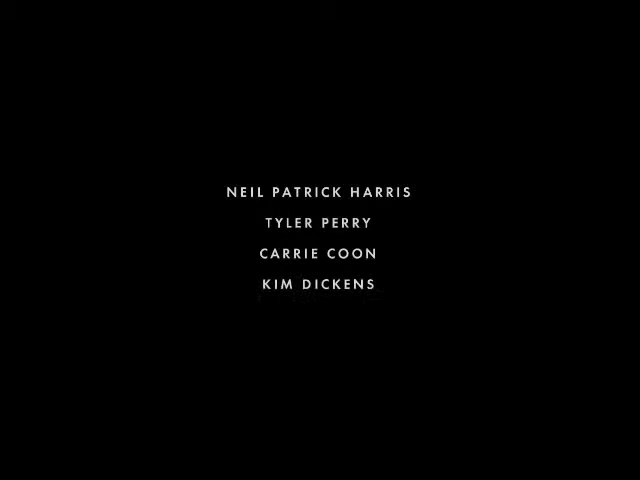 NEIL PATRICK HARRIS
TYLER PERRY
CARRIE COON
KIM DICKENS